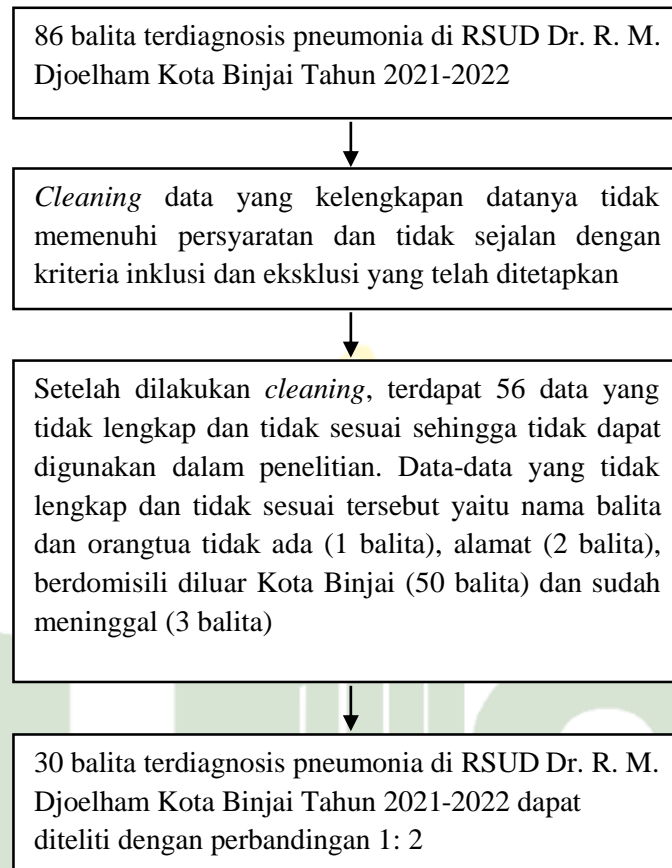 86 balita terdiagnosis pneumonia di RSUD Dr. R. M.
Djoelham Kota Binjai Tahun 2021-2022
Cleaning data yang kelengkapan datanya tidak
memenuhi persyaratan dan tidak sejalan dengan
kriteria inklusi dan eksklusi yang telah ditetapkan
Setelah dilakukan cleaning, terdapat 56 data yang
tidak lengkap dan tidak sesuai sehingga tidak dapat
digunakan dalam penelitian. Data-data yang tidak
lengkap dan tidak sesuai tersebut yaitu nama balita
dan orangtua tidak ada (1 balita), alamat (2 balita),
berdomisili diluar Kota Binjai (50 balita) dan sudah
meninggal (3 balita)
30 balita terdiagnosis pneumonia di RSUD Dr. R. M.
Djoelham Kota Binjai Tahun 2021-2022 dapat
diteliti dengan perbandingan 1: 2